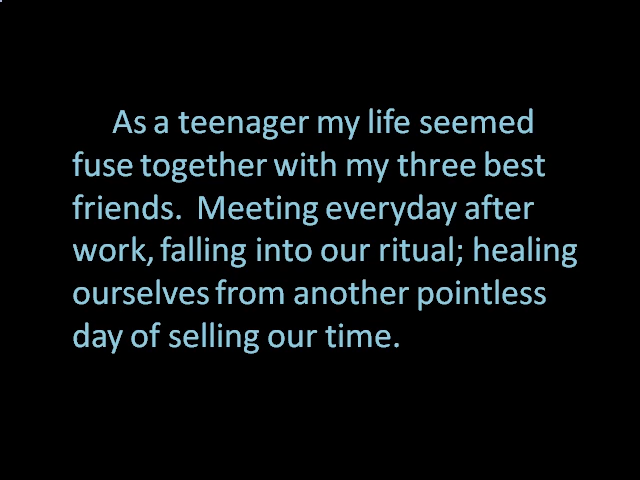 As a teenager my life seemed
fuse together with my three best
friends.  Meeting everyday after
work, falling into our ritual; healing
ourselves from another pointless
day of selling our time.